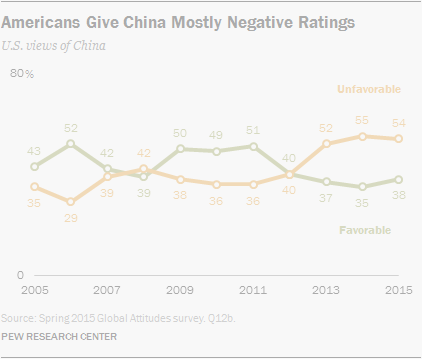 Americans Give China Mostly Negative Ratings
U.S. views of China
80%
Unfavorable
43 52 42 42 50 49 51 40 52 55 54
35 29 39 39 38 36 36 40 37 35 38
Favorable
0
2005 2007 2009 2011 2013 2015
Source: Spring 2015 Global Attitudes survey. Q12b.
PEW RESEARCH CENTER